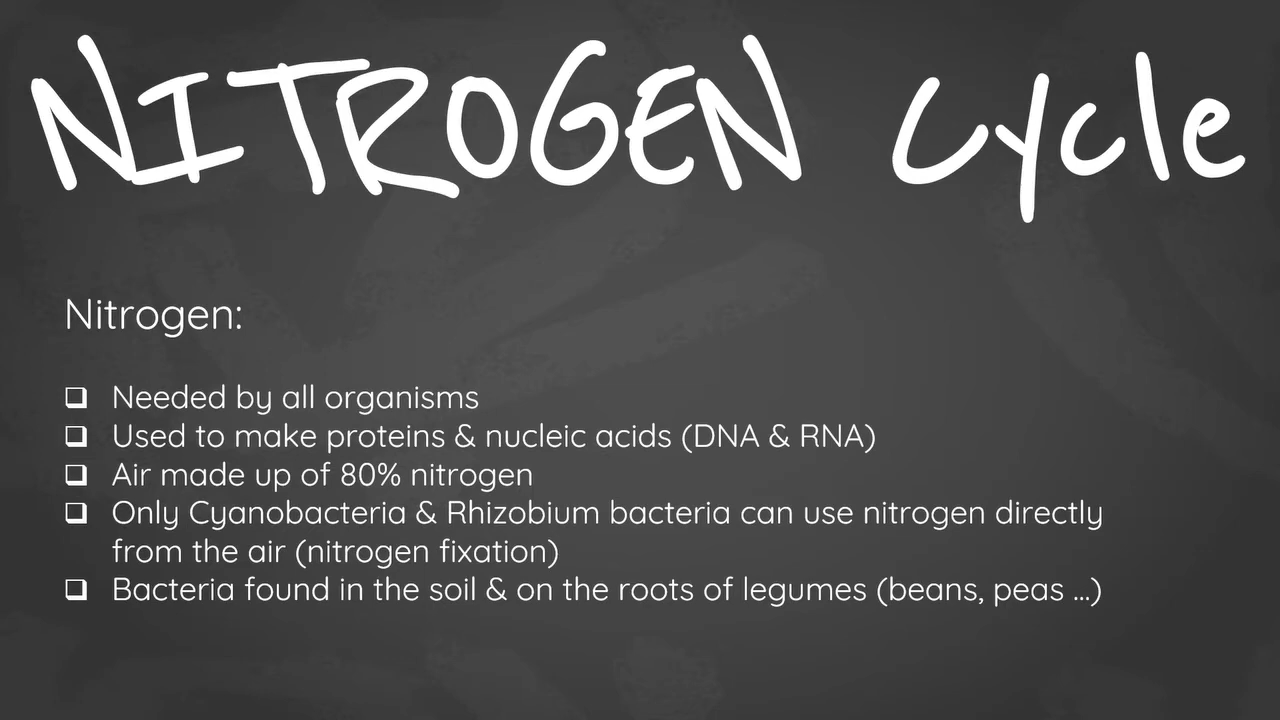 NITROGEN cycle
Nitrogen:
❑ Needed by all organisms
❑ Used to make proteins & nucleic acids (DNA & RNA)
❑ Air made up of 80% nitrogen
❑ Only Cyanobacteria & Rhizobium bacteria can use nitrogen directly
from the air (nitrogen fixation)
❑ Bacteria found in the soil & on the roots of legumes (beans, peas ...)